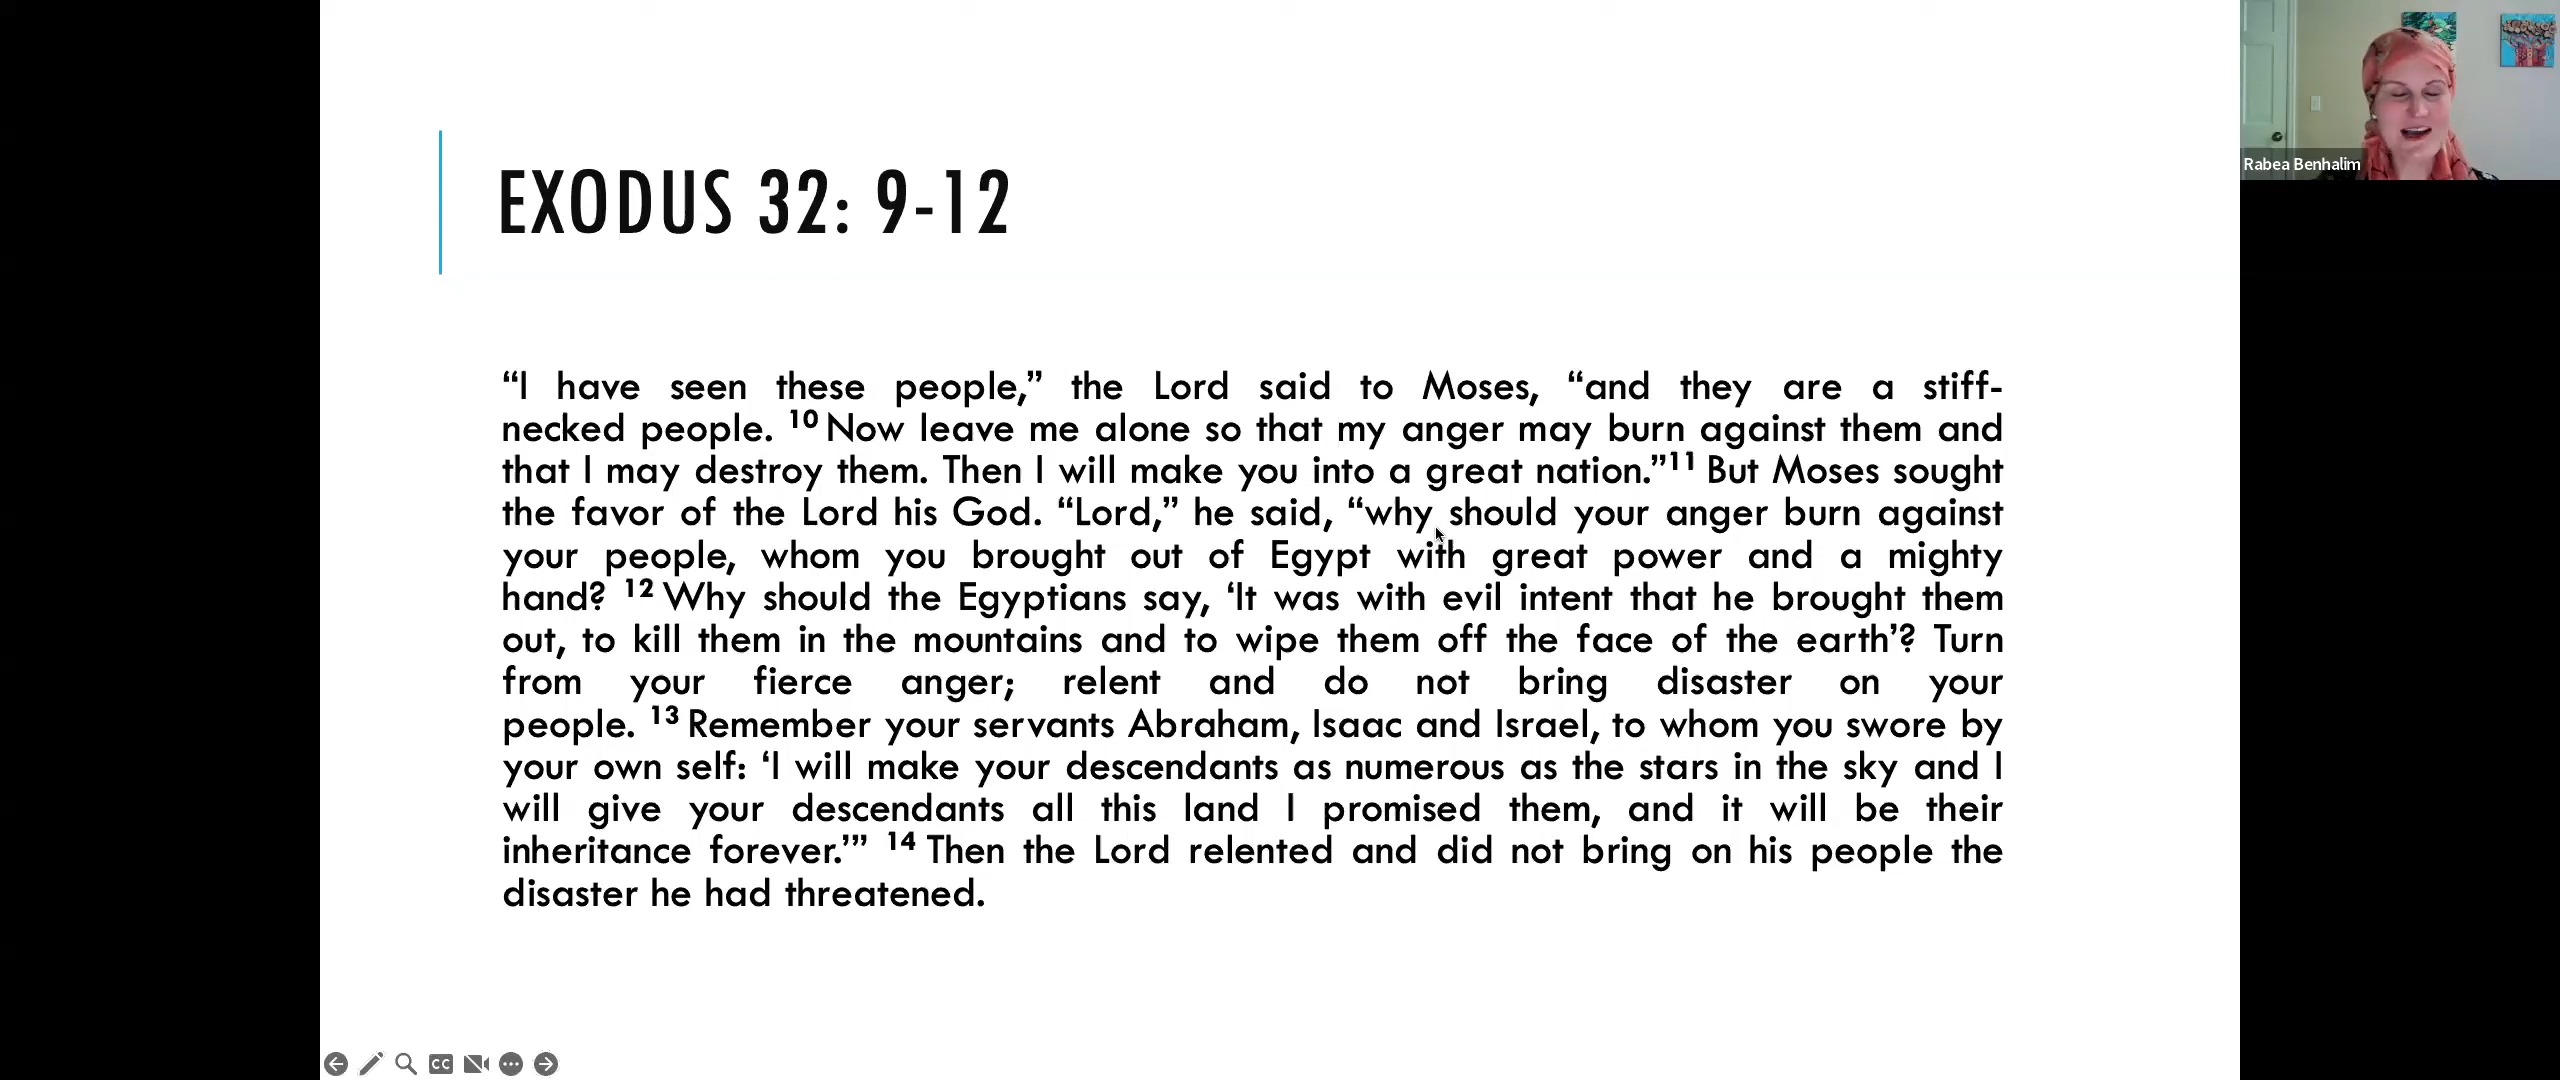 EXODUS 32: 9-12
“I have seen these people,” the Lord said to Moses, “and they are a stiff-
necked people. ¹⁰ Now leave me alone so that my anger may burn against them and
that I may destroy them. Then I will make you into a great nation.”¹¹ But Moses sought
the favor of the Lord his God. “Lord,” he said, “why should your anger burn against
your people, whom you brought out of Egypt with great power and a mighty
hand? ¹² Why should the Egyptians say, ‘It was with evil intent that he brought them
out, to kill them in the mountains and to wipe them off the face of the earth’? Turn
from your fierce anger; relent and do not bring disaster on your
people. ¹³ Remember your servants Abraham, Isaac and Israel, to whom you swore by
your own self: ‘I will make your descendants as numerous as the stars in the sky and I
will give your descendants all this land I promised them, and it will be their
inheritance forever.’” ¹⁴ Then the Lord relented and did not bring on his people the
disaster he had threatened.
Rabea Benhalim
CC